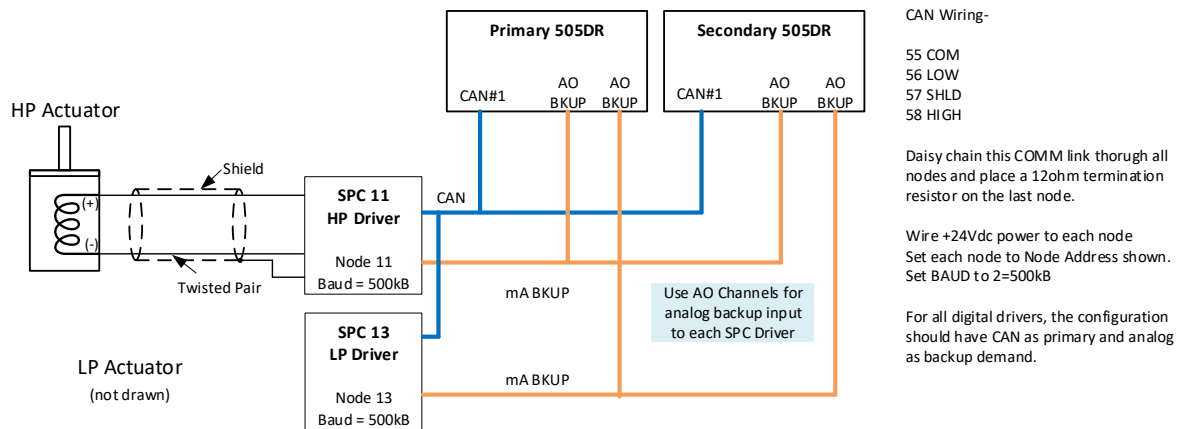 Primary 505DR
CAN#1
AO
BKUP
AO
BKUP
Secondary 505DR
CAN#1
AO
BKUP
AO
BKUP
HP Actuator
(+)
(-)
Shield
Twisted Pair
SPC 11
HP Driver
Node 11
Baud = 500kB
CAN
mA BKUP
Use AO Channels for
analog backup input
to each SPC Driver
LP Actuator
(not drawn)
SPC 13
LP Driver
Node 13
Baud = 500kB
mA BKUP
CAN Wiring-
55 COM
56 LOW
57 SHLD
58 HIGH
Daisy chain this COMM link thorugh all
nodes and place a 12ohm termination
resistor on the last node.
Wire +24Vdc power to each node
Set each node to Node Address shown.
Set BAUD to 2=500kB
For all digital drivers, the configuration
should have CAN as primary and analog
as backup demand.